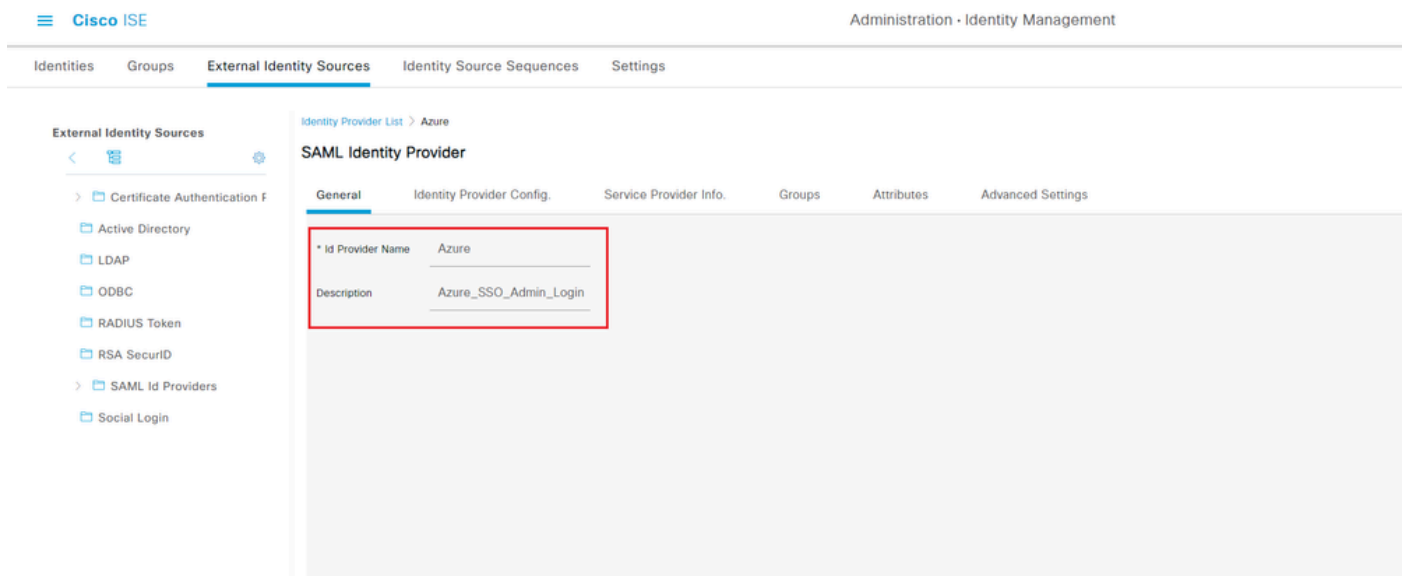 Cisco ISE
Administration · Identity Management
Identities Groups External Identity Sources Identity Source Sequences Settings
External Identity Sources
Certificate Authentication F
Active Directory
LDAP
ODBC
RADIUS Token
RSA SecurID
SAML Id Providers
Social Login
Identity Provider List > Azure
SAML Identity Provider
General Identity Provider Config. Service Provider Info. Groups Attributes Advanced Settings
* Id Provider Name Azure
Description Azure_SSO_Admin_Login